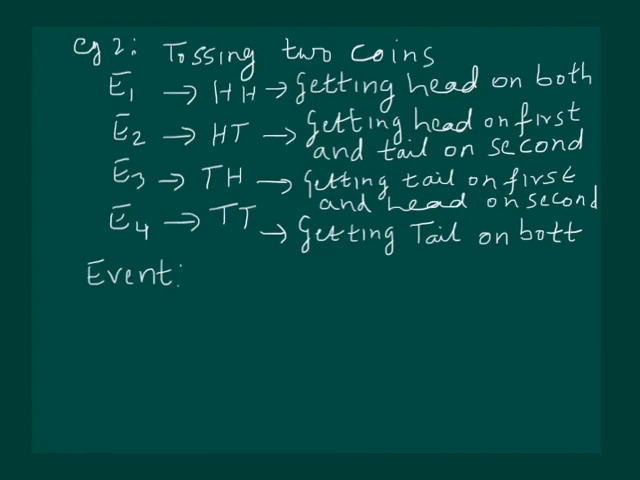 eg 2: Tossing two coins
E1 → HH → Getting head on both
E2 → HT → Getting head on first
and tail on second
E3 → TH → Getting tail on first
and head on second
E4 → TT → Getting Tail on bott
Event: